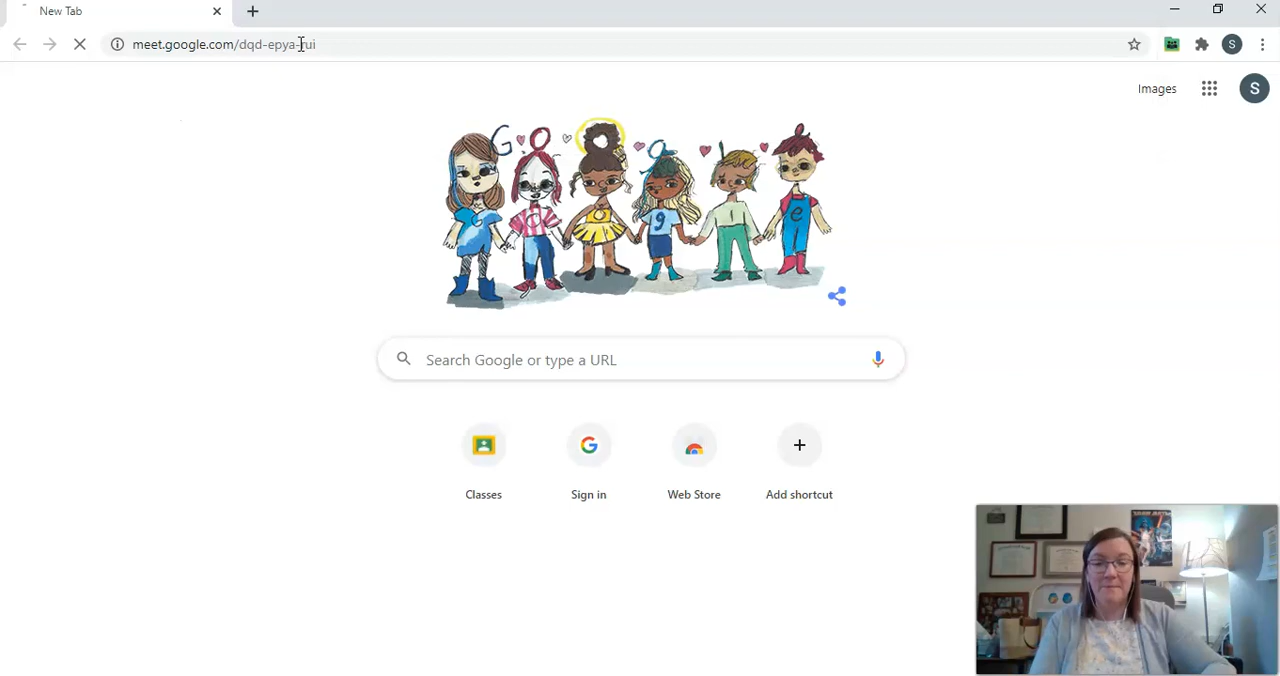 New Tab
meet.google.com/dqd-epya-rui
S
Images
S
G o o g l e
Search Google or type a URL
Classes
Sign in
Web Store
Add shortcut